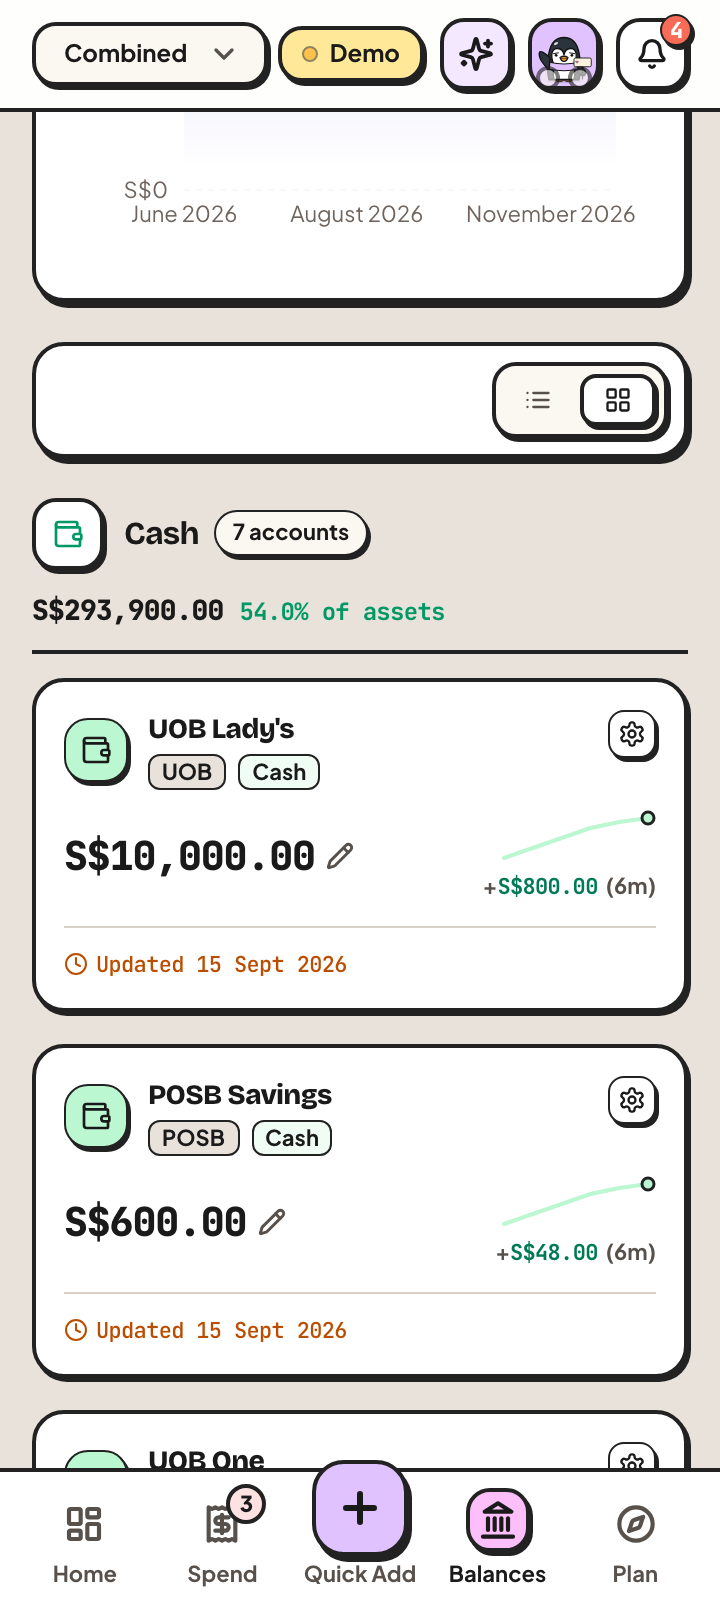 Combined
Demo
4
S$0
June 2026 August 2026 November 2026
Cash 7 accounts
S$293,900.00 54.0% of assets
UOB Lady's
UOB Cash
S$10,000.00
+S$800.00 (6m)
Updated 15 Sept 2026
POSB Savings
POSB Cash
S$600.00
+S$48.00 (6m)
Updated 15 Sept 2026
UOB One
3
Home Spend Quick Add Balances Plan